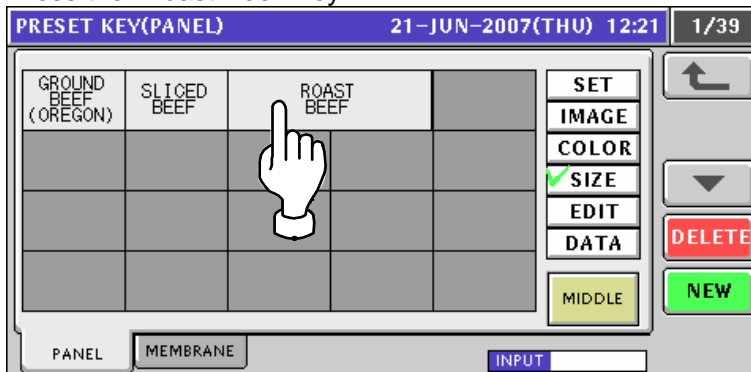 PRESET KEY(PANEL) 21-JUN-2007(THU) 12:21 1/39
GROUND
BEEF
(OREGON)
SLICED
BEEF
ROAST
BEEF
SET
IMAGE
COLOR
SIZE
EDIT
DATA
MIDDLE
DELETE
NEW
PANEL
MEMBRANE
INPUT